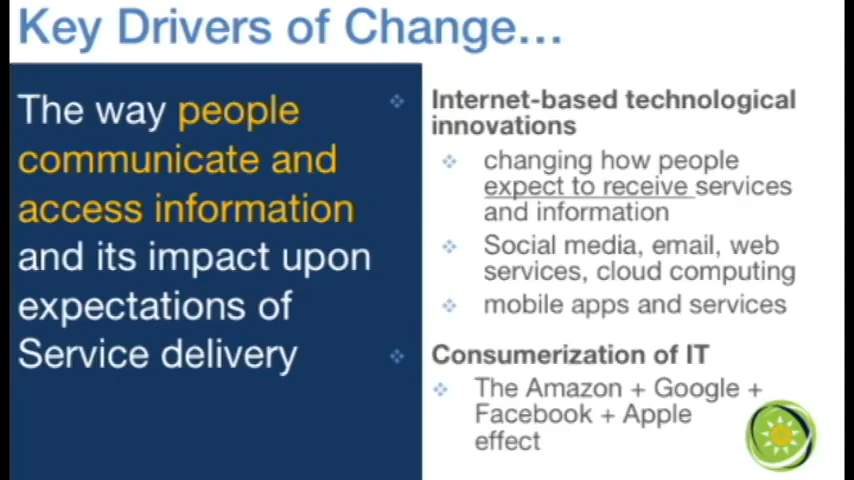 Key Drivers of Change...
The way people
communicate and
access information
and its impact upon
expectations of
Service delivery
Internet-based technological
innovations
changing how people
expect to receive services
and information
Social media, email, web
services, cloud computing
mobile apps and services
Consumerization of IT
The Amazon + Google +
Facebook + Apple
effect